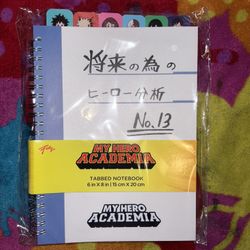 将来の為の
ヒーロー分析
No.13
MY HERO
ACADEMIA
TABBED NOTEBOOK
6 IN X 8 IN | 15 CM X 20 CM
MY HERO
ACADEMIA